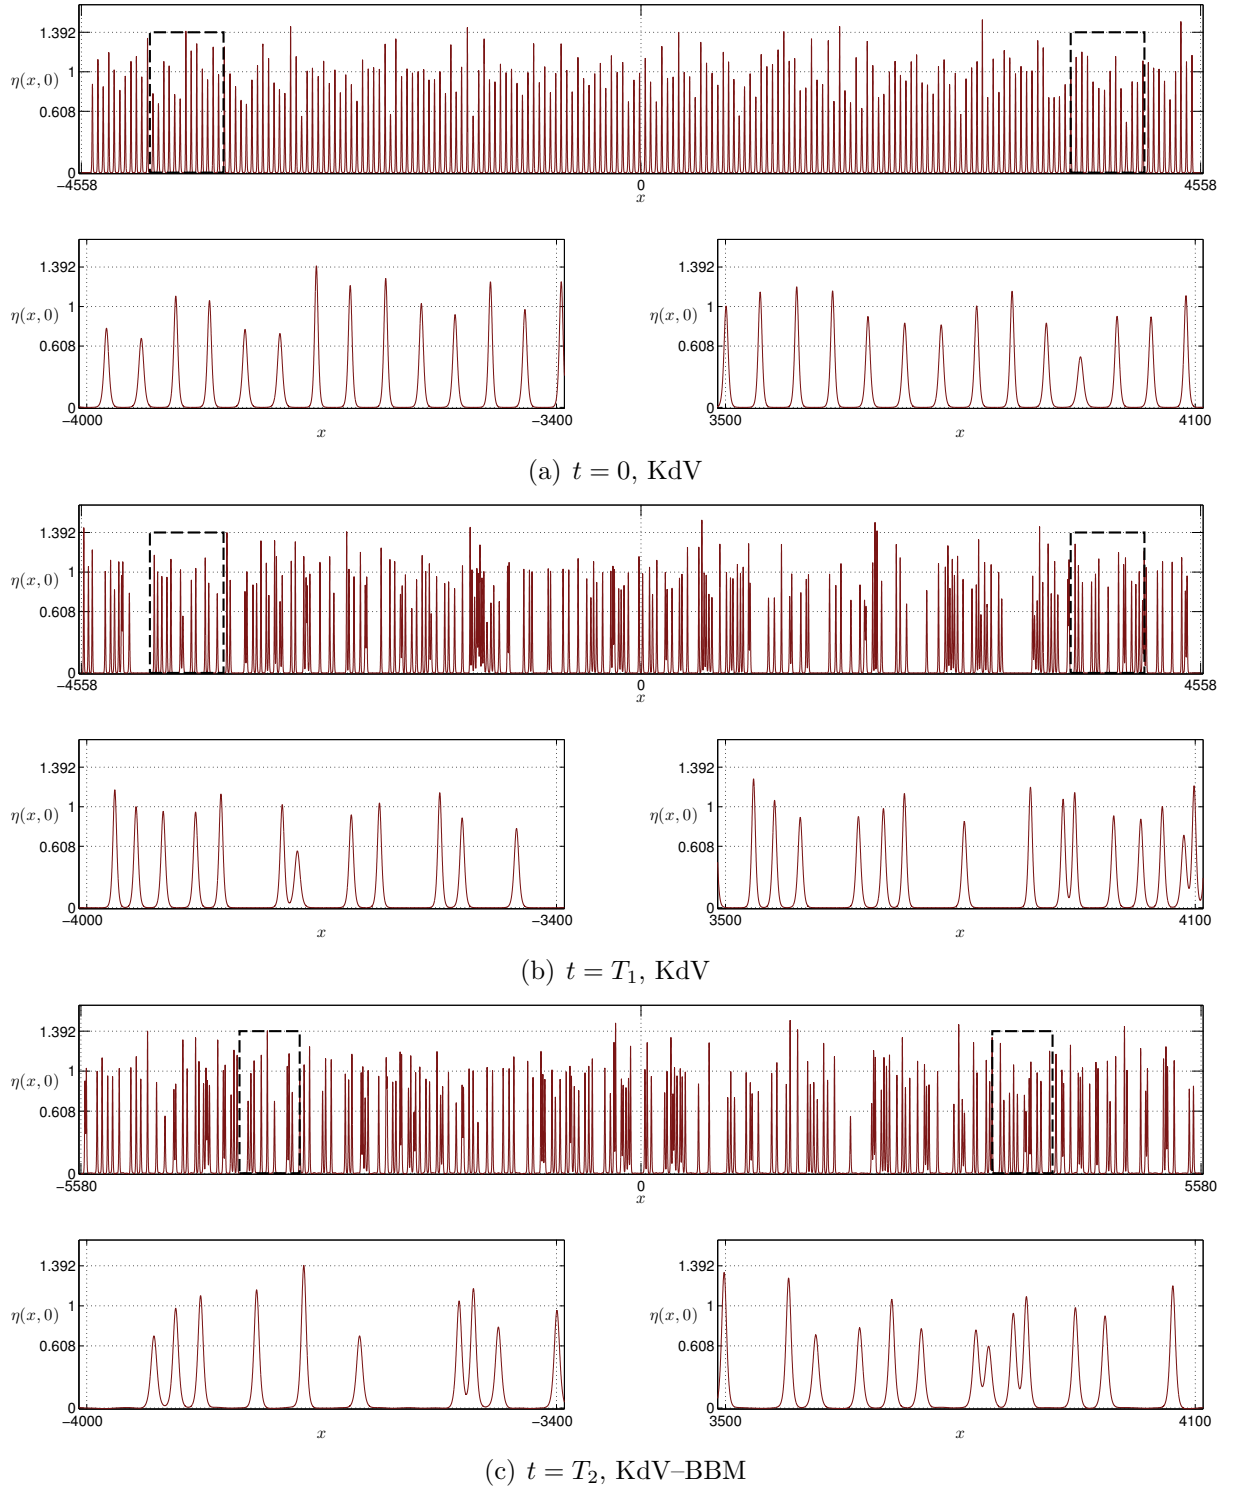 1.392
1
η(x, 0)
0.608
0
−4558 0 4558
x
1.392 1.392
1 1
η(x, 0) η(x, 0)
0.608 0.608
0 0
−4000 −3400 3500 4100
x x
(a) t = 0, KdV
1.392
1
η(x, 0)
0.608
0
−4558 0 4558
x
1.392 1.392
1 1
η(x, 0) η(x, 0)
0.608 0.608
0 0
−4000 −3400 3500 4100
x x
(b) t = T₁, KdV
1.392
1
η(x, 0)
0.608
0
−5580 0 5580
x
1.392 1.392
1 1
η(x, 0) η(x, 0)
0.608 0.608
0 0
−4000 −3400 3500 4100
x x
(c) t = T₂, KdV–BBM